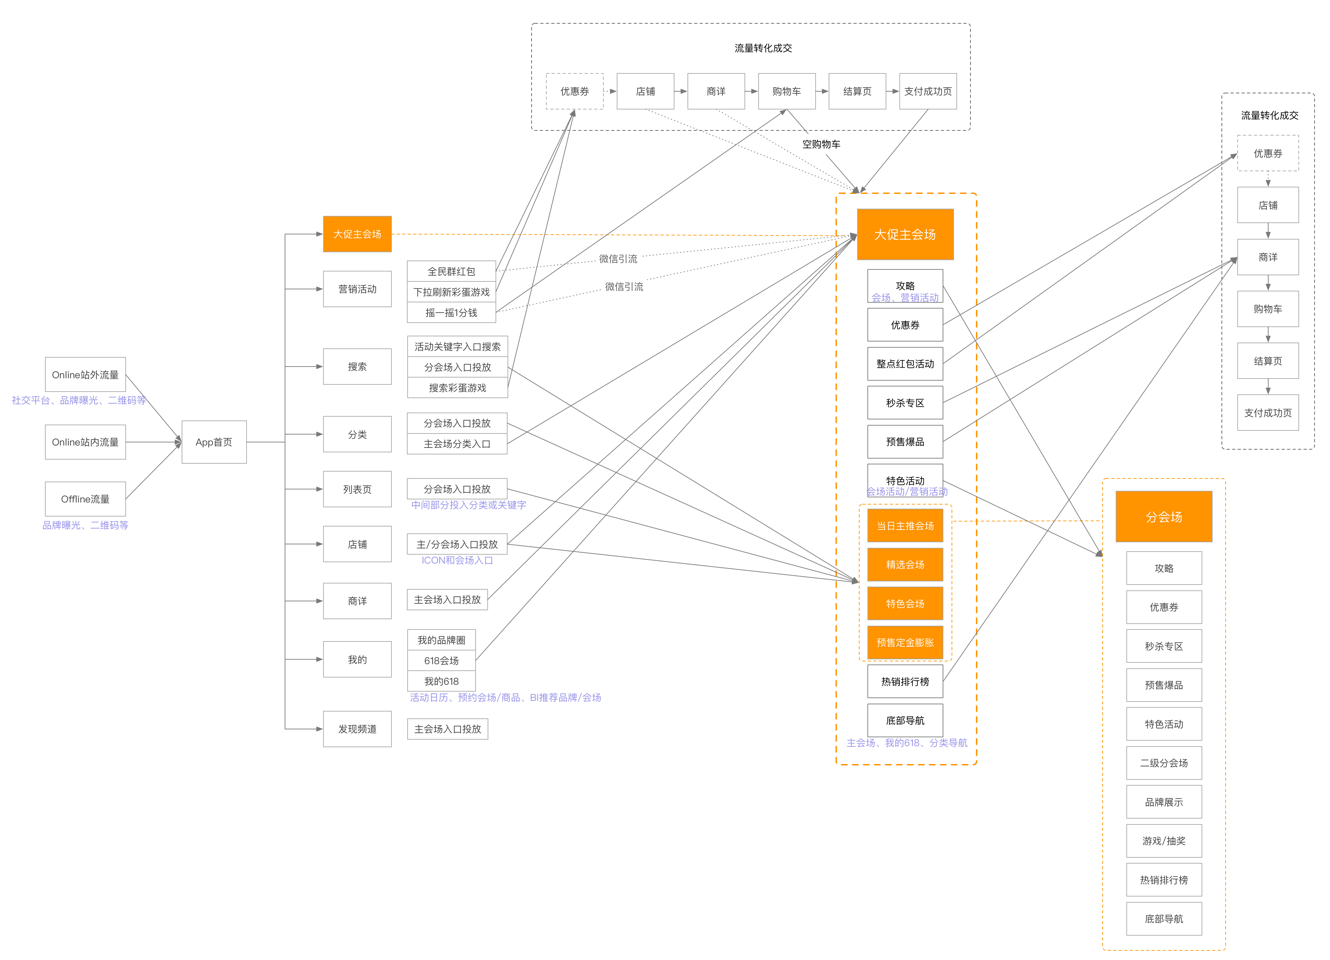 流量转化成交
优惠券
店铺
商详
购物车
结算页
支付成功页
空购物车
Online站外流量
社交平台、品牌曝光、二维码等
Online站内流量
Offline流量
品牌曝光、二维码等
App首页
大促主会场
营销活动
全民群红包
下拉刷新彩蛋游戏
摇一摇1分钱
微信引流
微信引流
搜索
活动关键字入口搜索
分会场入口投放
搜索彩蛋游戏
分类
分会场入口投放
主会场分类入口
列表页
分会场入口投放
中间部分投入分类或关键字
店铺
主/分会场入口投放
ICON和会场入口
商详
主会场入口投放
我的
我的品牌圈
618会场
我的618
活动日历、预约会场/商品、BI推荐品牌/会场
发现频道
主会场入口投放
大促主会场
攻略
会场、营销活动
优惠券
整点红包活动
秒杀专区
预售爆品
特色活动
会场活动/营销活动
当日主推会场
精选会场
特色会场
预售定金膨胀
热销排行榜
底部导航
主会场、我的618、分类导航
流量转化成交
优惠券
店铺
商详
购物车
结算页
支付成功页
分会场
攻略
优惠券
秒杀专区
预售爆品
特色活动
二级分会场
品牌展示
游戏/抽奖
热销排行榜
底部导航